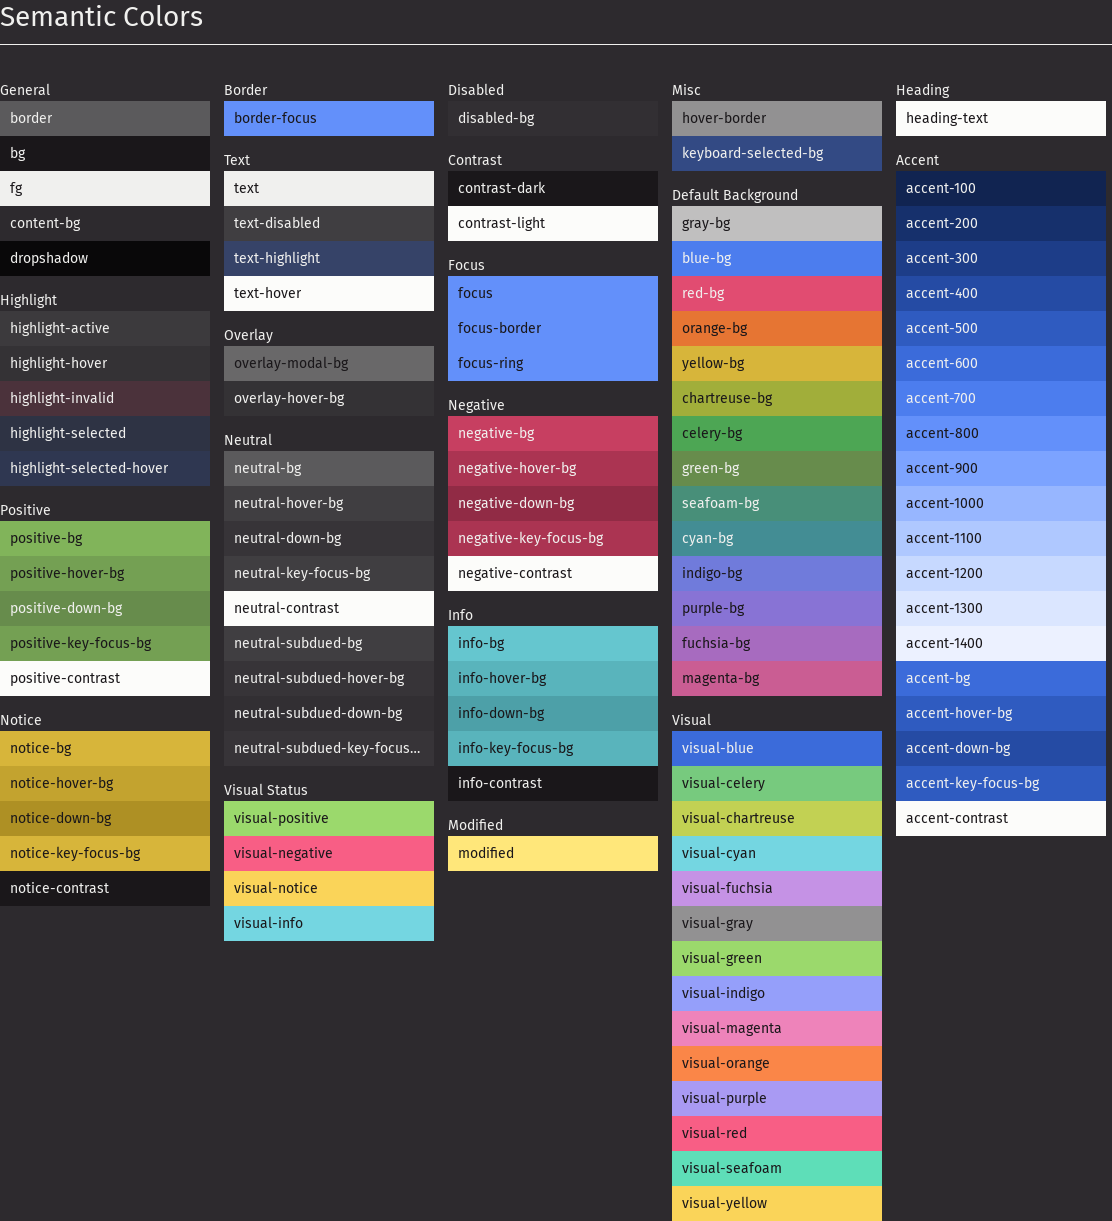 Semantic Colors
General
border
bg
fg
content-bg
dropshadow
Highlight
highlight-active
highlight-hover
highlight-invalid
highlight-selected
highlight-selected-hover
Positive
positive-bg
positive-hover-bg
positive-down-bg
positive-key-focus-bg
positive-contrast
Notice
notice-bg
notice-hover-bg
notice-down-bg
notice-key-focus-bg
notice-contrast
Border
border-focus
Text
text
text-disabled
text-highlight
text-hover
Overlay
overlay-modal-bg
overlay-hover-bg
Neutral
neutral-bg
neutral-hover-bg
neutral-down-bg
neutral-key-focus-bg
neutral-contrast
neutral-subdued-bg
neutral-subdued-hover-bg
neutral-subdued-down-bg
neutral-subdued-key-focus...
Visual Status
visual-positive
visual-negative
visual-notice
visual-info
Disabled
disabled-bg
Contrast
contrast-dark
contrast-light
Focus
focus
focus-border
focus-ring
Negative
negative-bg
negative-hover-bg
negative-down-bg
negative-key-focus-bg
negative-contrast
Info
info-bg
info-hover-bg
info-down-bg
info-key-focus-bg
info-contrast
Modified
modified
Misc
hover-border
keyboard-selected-bg
Default Background
gray-bg
blue-bg
red-bg
orange-bg
yellow-bg
chartreuse-bg
celery-bg
green-bg
seafoam-bg
cyan-bg
indigo-bg
purple-bg
fuchsia-bg
magenta-bg
Visual
visual-blue
visual-celery
visual-chartreuse
visual-cyan
visual-fuchsia
visual-gray
visual-green
visual-indigo
visual-magenta
visual-orange
visual-purple
visual-red
visual-seafoam
visual-yellow
Heading
heading-text
Accent
accent-100
accent-200
accent-300
accent-400
accent-500
accent-600
accent-700
accent-800
accent-900
accent-1000
accent-1100
accent-1200
accent-1300
accent-1400
accent-bg
accent-hover-bg
accent-down-bg
accent-key-focus-bg
accent-contrast